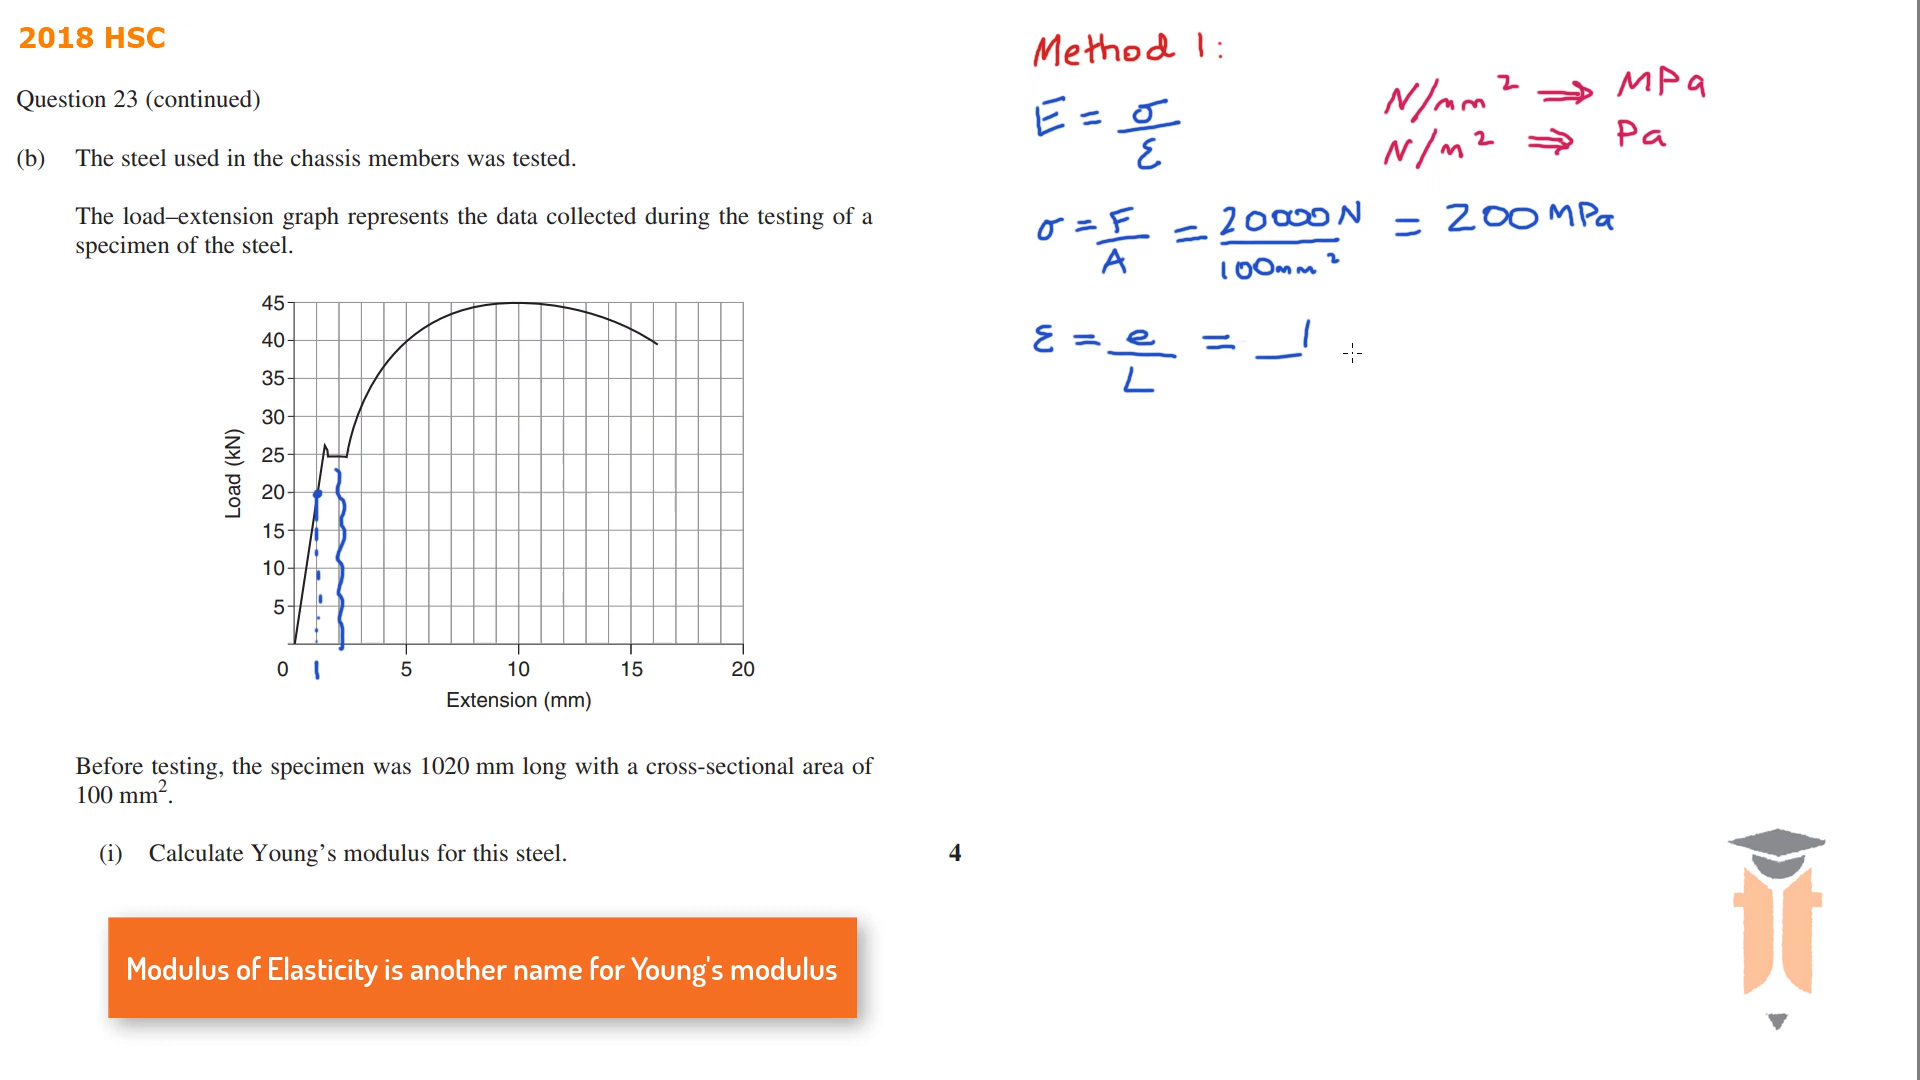 2018 HSC
Question 23 (continued)
(b) The steel used in the chassis members was tested.
The load–extension graph represents the data collected during the testing of a
specimen of the steel.
45
40
35
30
25
20
15
10
5
Load (kN)
0 1 5 10 15 20
Extension (mm)
Before testing, the specimen was 1020 mm long with a cross-sectional area of
100 mm².
(i) Calculate Young's modulus for this steel. 4
Modulus of Elasticity is another name for Young's modulus
Method 1:
E = σ / ε
N/mm² ⇒ MPa
N/m² ⇒ Pa
σ = F / A = 20000N / 100mm² = 200MPa
ε = e / L = 1